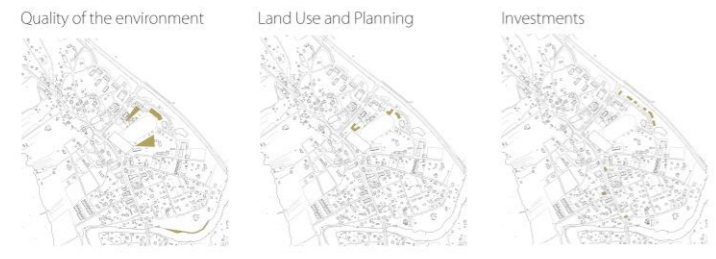 Quality of the environment
Land Use and Planning
Investments